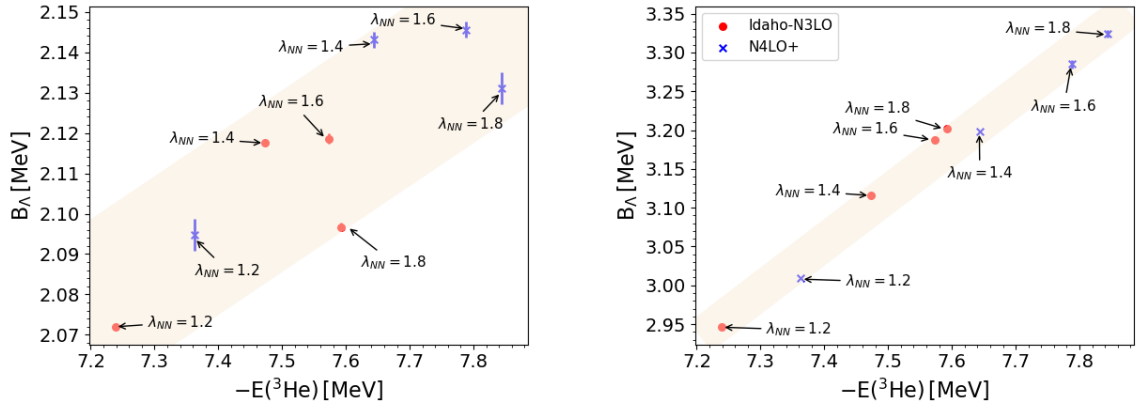 2.15
2.14
2.13
2.12
2.11
2.10
2.09
2.08
2.07
B_Λ [MeV]
λ_NN = 1.6
λ_NN = 1.4
λ_NN = 1.6
λ_NN = 1.8
λ_NN = 1.4
λ_NN = 1.2
λ_NN = 1.8
λ_NN = 1.2
7.2 7.3 7.4 7.5 7.6 7.7 7.8
−E(³He) [MeV]
3.35
3.30
3.25
3.20
3.15
3.10
3.05
3.00
2.95
B_Λ [MeV]
Idaho-N3LO
N4LO+
λ_NN = 1.8
λ_NN = 1.8
λ_NN = 1.6
λ_NN = 1.6
λ_NN = 1.4
λ_NN = 1.4
λ_NN = 1.2
λ_NN = 1.2
7.2 7.3 7.4 7.5 7.6 7.7 7.8
−E(³He) [MeV]